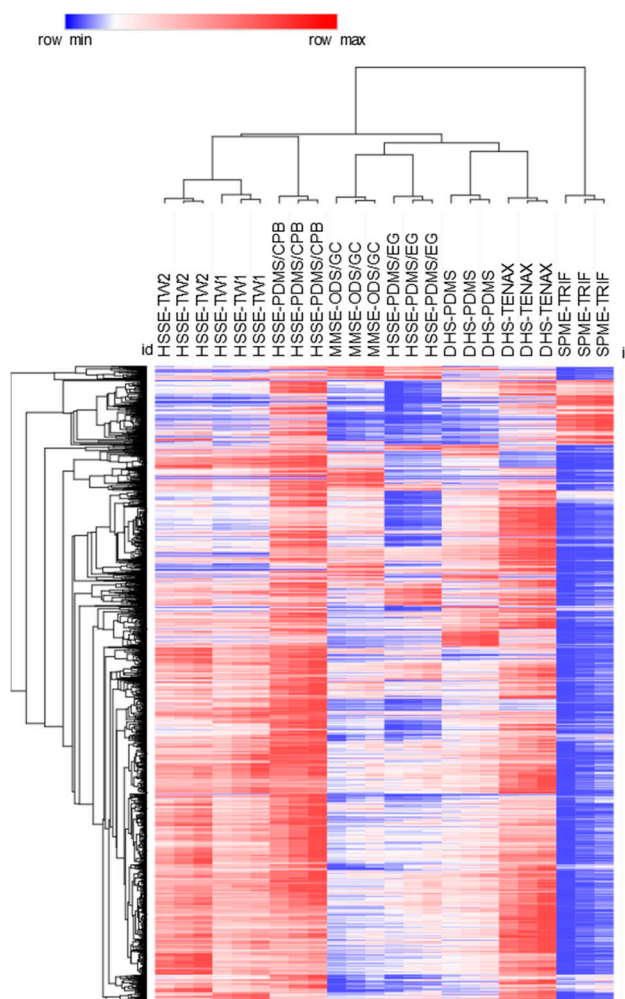 row min row max
HSSE-TW2
HSSE-TW2
HSSE-TW2
HSSE-TW1
HSSE-TW1
HSSE-TW1
HSSE-PDMS/CPB
HSSE-PDMS/CPB
HSSE-PDMS/CPB
MMSE-ODS/GC
MMSE-ODS/GC
MMSE-ODS/GC
HSSE-PDMS/EG
HSSE-PDMS/EG
HSSE-PDMS/EG
DHS-PDMS
DHS-PDMS
DHS-PDMS
DHS-TENAX
DHS-TENAX
DHS-TENAX
SPME-TRIF
SPME-TRIF
SPME-TRIF
id i